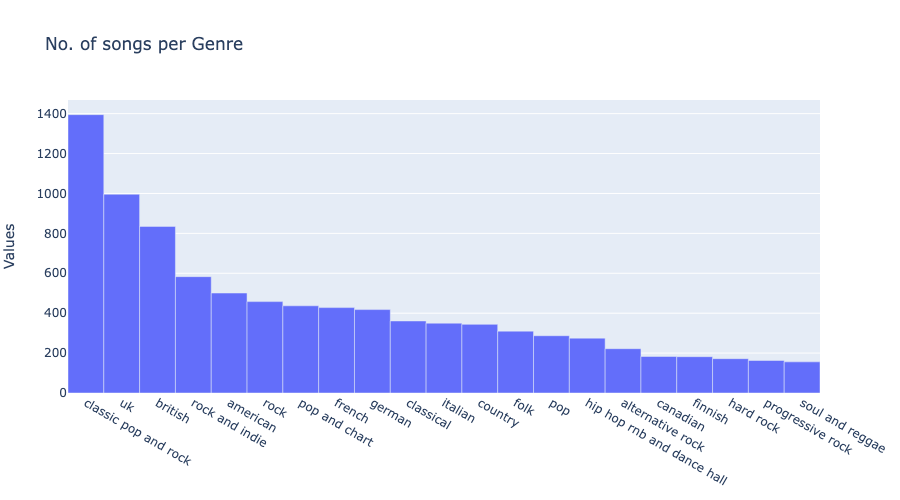 No. of songs per Genre
Values
1400
1200
1000
800
600
400
200
0
classic pop and rock
uk
british
rock and indie
american
rock
pop and chart
french
german
classical
italian
country
folk
pop
hip hop rnb and dance hall
alternative rock
canadian
finnish
hard rock
progressive rock
soul and reggae